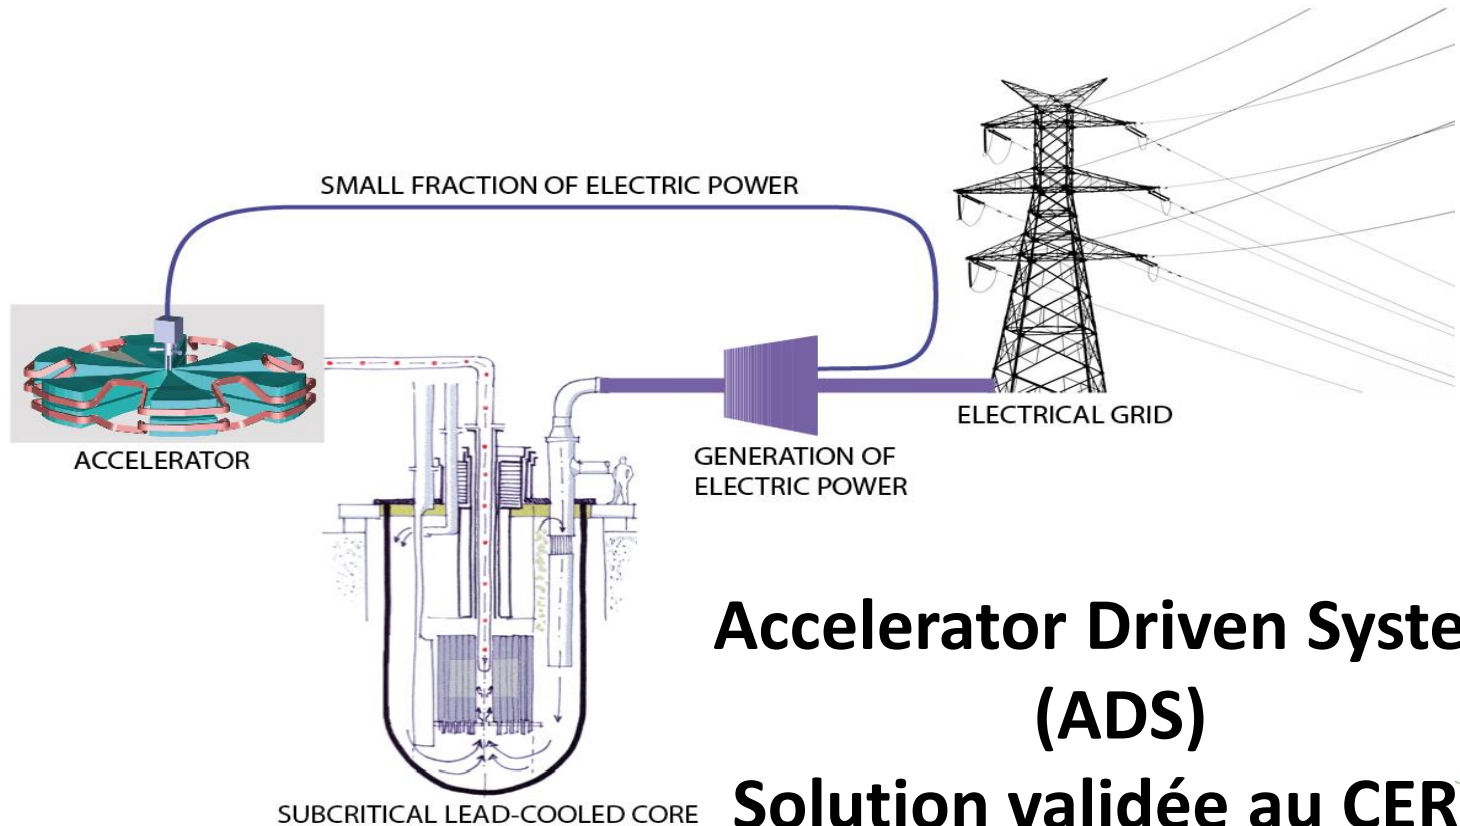 SMALL FRACTION OF ELECTRIC POWER
ACCELERATOR
ELECTRICAL GRID
GENERATION OF
ELECTRIC POWER
SUBCRITICAL LEAD-COOLED CORE
Accelerator Driven Syste
(ADS)
Solution validée au CER